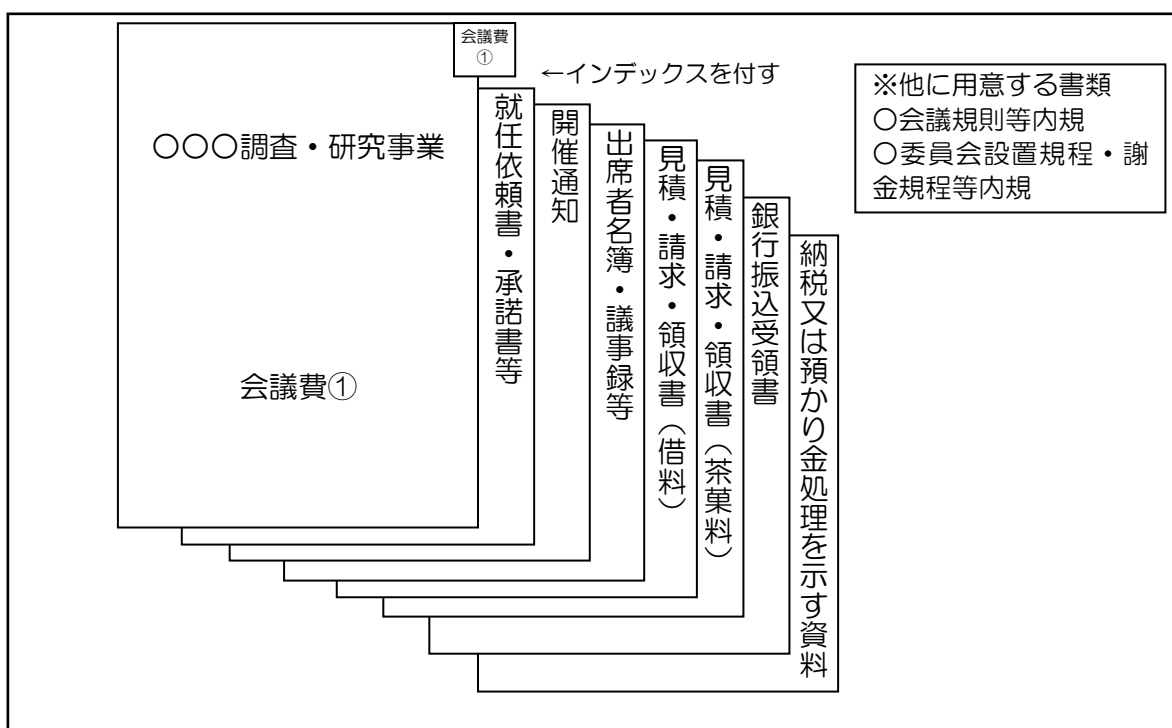 会議費
①
←インデックスを付す
〇〇〇調査・研究事業
会議費①
就任依頼書・承諾書等
開催通知
出席者名簿・議事録等
見積・請求・領収書（借料）
見積・請求・領収書（茶菓料）
銀行振込受領書
納税又は預かり金処理を示す資料
※他に用意する書類
〇会議規則等内規
〇委員会設置規程・謝
金規程等内規